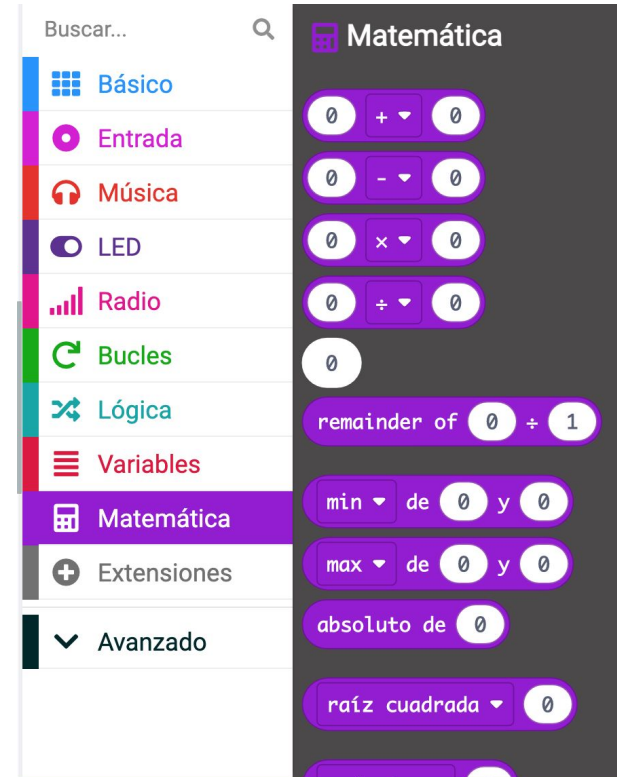 Buscar...
Básico
Entrada
Música
LED
Radio
Bucles
Lógica
Variables
Matemática
Extensiones
Avanzado
Matemática
0 + 0
0 - 0
0 × 0
0 ÷ 0
0
remainder of 0 ÷ 1
min de 0 y 0
max de 0 y 0
absoluto de 0
raíz cuadrada 0